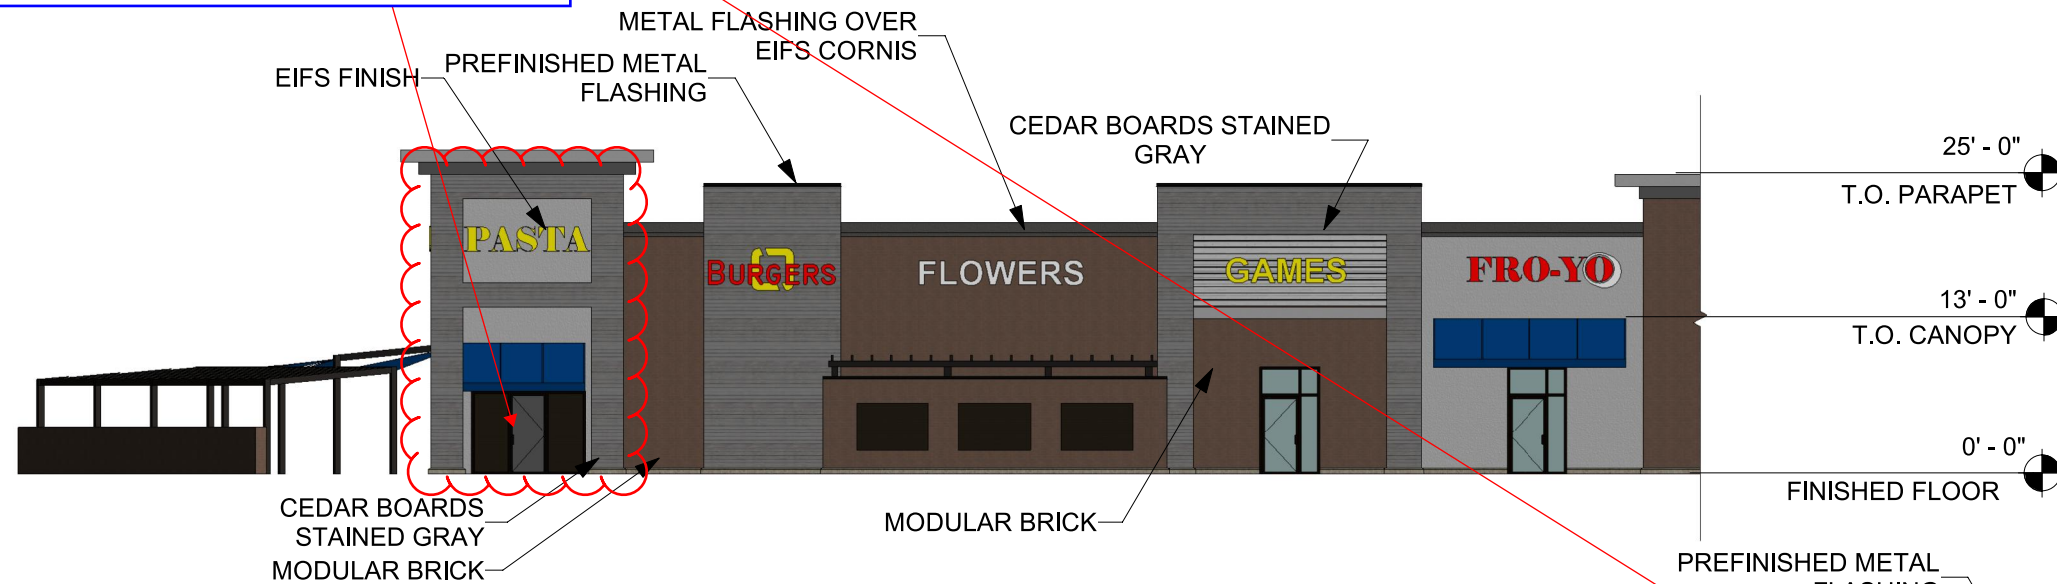 METAL FLASHING OVER
EIFS CORNIS
EIFS FINISH
PREFINISHED METAL
FLASHING
CEDAR BOARDS STAINED
GRAY
25' - 0"
T.O. PARAPET
PASTA
BURGERS
FLOWERS
GAMES
FRO-YO
13' - 0"
T.O. CANOPY
0' - 0"
FINISHED FLOOR
CEDAR BOARDS
STAINED GRAY
MODULAR BRICK
MODULAR BRICK
PREFINISHED METAL
FLASHING